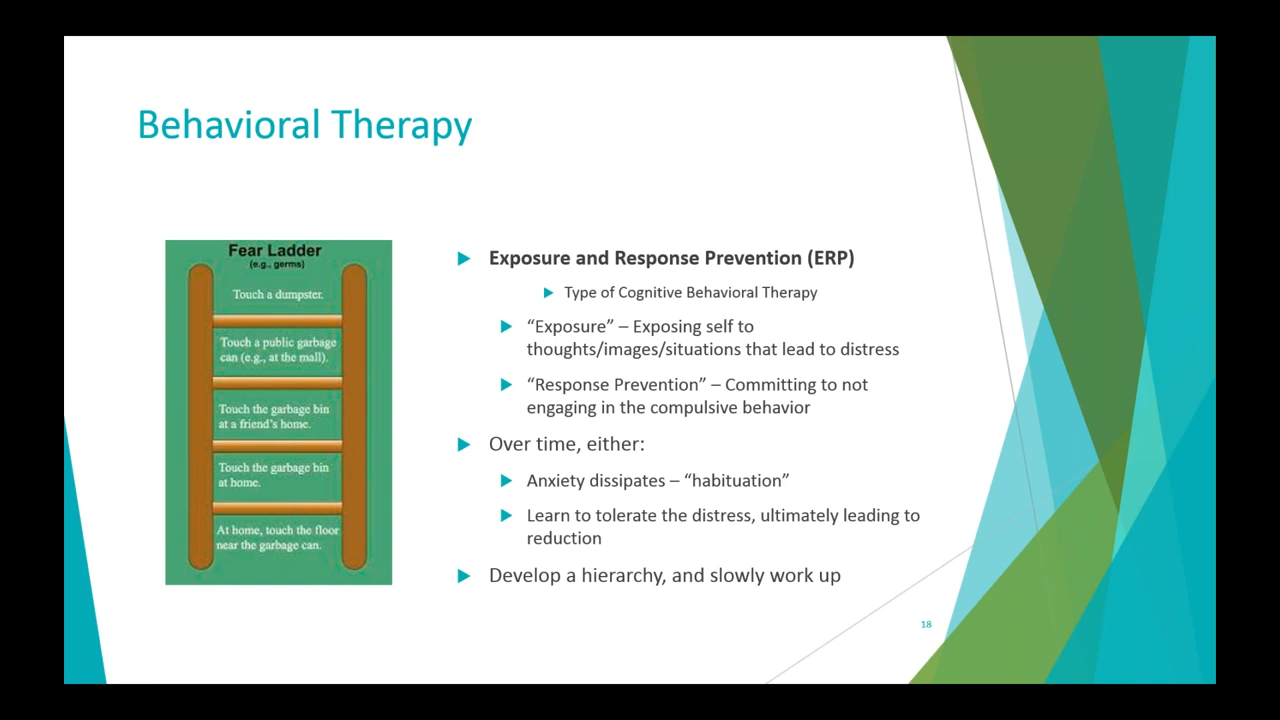 Behavioral Therapy
Fear Ladder
(e.g., germs)
Touch a dumpster.
Touch a public garbage
can (e.g., at the mall).
Touch the garbage bin
at a friend's home.
Touch the garbage bin
at home.
At home, touch the floor
near the garbage can.
Exposure and Response Prevention (ERP)
Type of Cognitive Behavioral Therapy
“Exposure” – Exposing self to
thoughts/images/situations that lead to distress
“Response Prevention” – Committing to not
engaging in the compulsive behavior
Over time, either:
Anxiety dissipates – “habituation”
Learn to tolerate the distress, ultimately leading to
reduction
Develop a hierarchy, and slowly work up
18